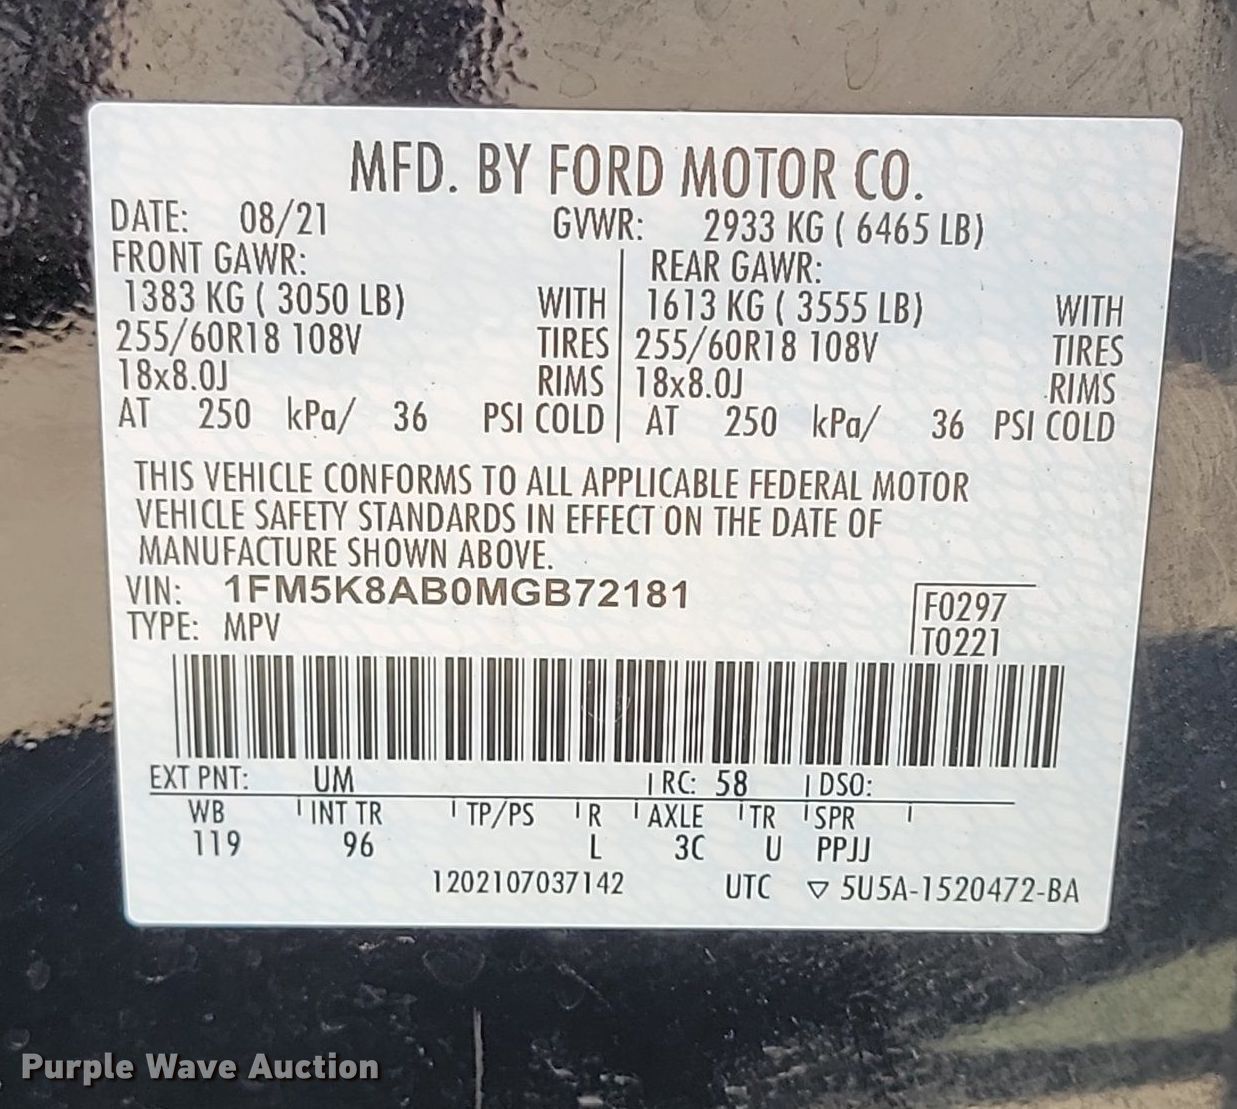 MFD. BY FORD MOTOR CO.
DATE: 08/21 GVWR: 2933 KG ( 6465 LB)
FRONT GAWR: REAR GAWR:
1383 KG ( 3050 LB) WITH 1613 KG ( 3555 LB) WITH
255/60R18 108V TIRES 255/60R18 108V TIRES
18x8.0J RIMS 18x8.0J RIMS
AT 250 kPa/ 36 PSI COLD AT 250 kPa/ 36 PSI COLD
THIS VEHICLE CONFORMS TO ALL APPLICABLE FEDERAL MOTOR
VEHICLE SAFETY STANDARDS IN EFFECT ON THE DATE OF
MANUFACTURE SHOWN ABOVE.
VIN: 1FM5K8AB0MGB72181 F0297
TYPE: MPV T0221
EXT PNT: UM RC: 58 DSO:
WB INT TR TP/PS R AXLE TR SPR
119 96 L 3C U PPJJ
1202107037142 UTC ▽ 5U5A-1520472-BA
Purple Wave Auction